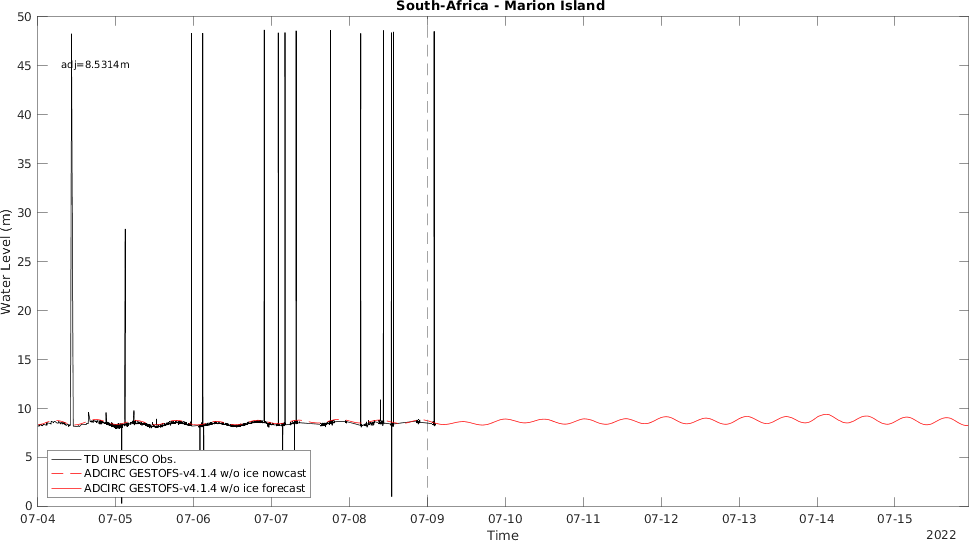 South-Africa - Marion Island
50
45
40
35
30
25
20
15
10
5
0
Water Level (m)
adj=8.5314m
TD UNESCO Obs.
ADCIRC GESTOFS-v4.1.4 w/o ice nowcast
ADCIRC GESTOFS-v4.1.4 w/o ice forecast
07-04 07-05 07-06 07-07 07-08 07-09 07-10 07-11 07-12 07-13 07-14 07-15
Time
2022